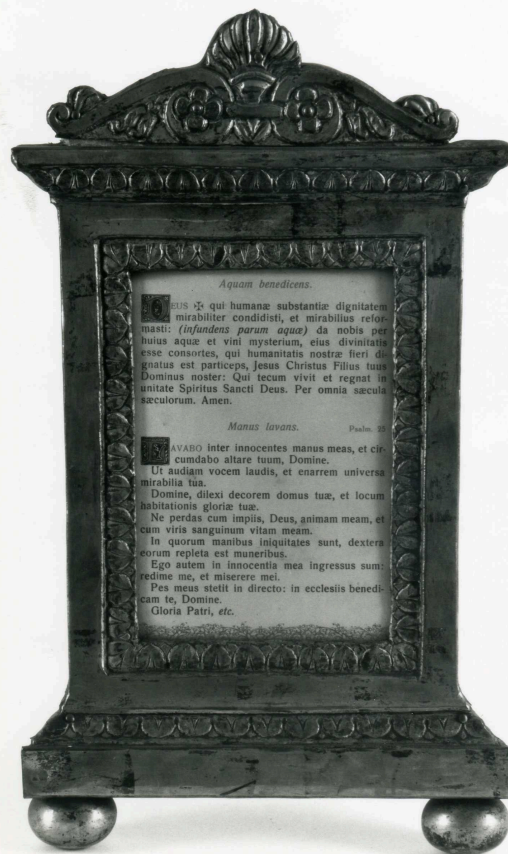 Aquam benedicens.
DEUS ✠ qui humanæ substantiæ dignitatem
mirabiliter condidisti, et mirabilius refor-
masti: (infundens parum aquæ) da nobis per
huius aquæ et vini mysterium, eius divinitatis
esse consortes, qui humanitatis nostræ fieri di-
gnatus est particeps, Jesus Christus Filius tuus
Dominus noster: Qui tecum vivit et regnat in
unitate Spiritus Sancti Deus. Per omnia sæcula
sæculorum. Amen.
Manus lavans. Psalm. 25
LAVABO inter innocentes manus meas, et cir-
cumdabo altare tuum, Domine.
Ut audiam vocem laudis, et enarrem universa
mirabilia tua.
Domine, dilexi decorem domus tuæ, et locum
habitationis gloriæ tuæ.
Ne perdas cum impiis, Deus, animam meam, et
cum viris sanguinum vitam meam.
In quorum manibus iniquitates sunt, dextera
eorum repleta est muneribus.
Ego autem in innocentia mea ingressus sum:
redime me, et miserere mei.
Pes meus stetit in directo: in ecclesiis benedi-
cam te, Domine.
Gloria Patri, etc.